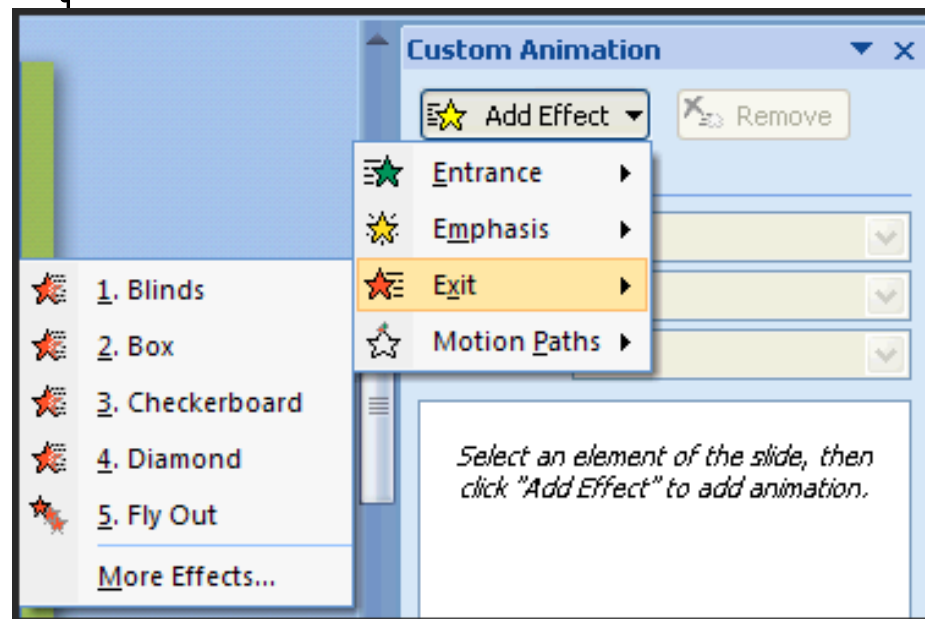 Custom Animation
Add Effect
Remove
Entrance
Emphasis
Exit
Motion Paths
1. Blinds
2. Box
3. Checkerboard
4. Diamond
5. Fly Out
More Effects...
Select an element of the slide, then
click "Add Effect" to add animation.